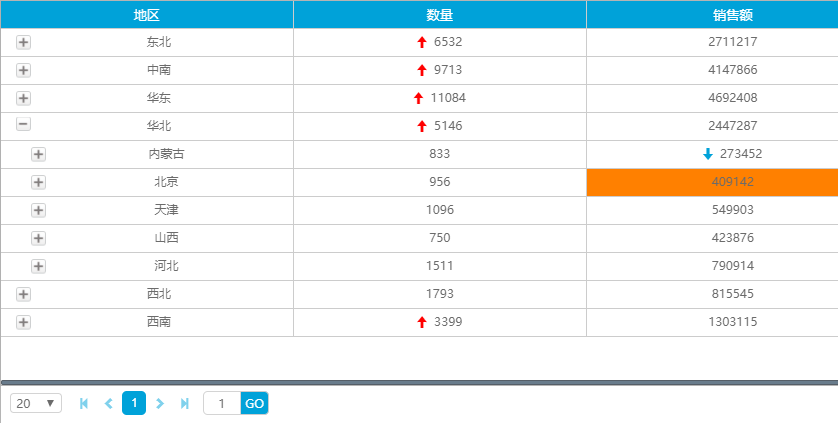 地区 数量 销售额
东北 6532 2711217
中南 9713 4147866
华东 11084 4692408
华北 5146 2447287
内蒙古 833 273452
北京 956 409142
天津 1096 549903
山西 750 423876
河北 1511 790914
西北 1793 815545
西南 3399 1303115
20 1 1 GO